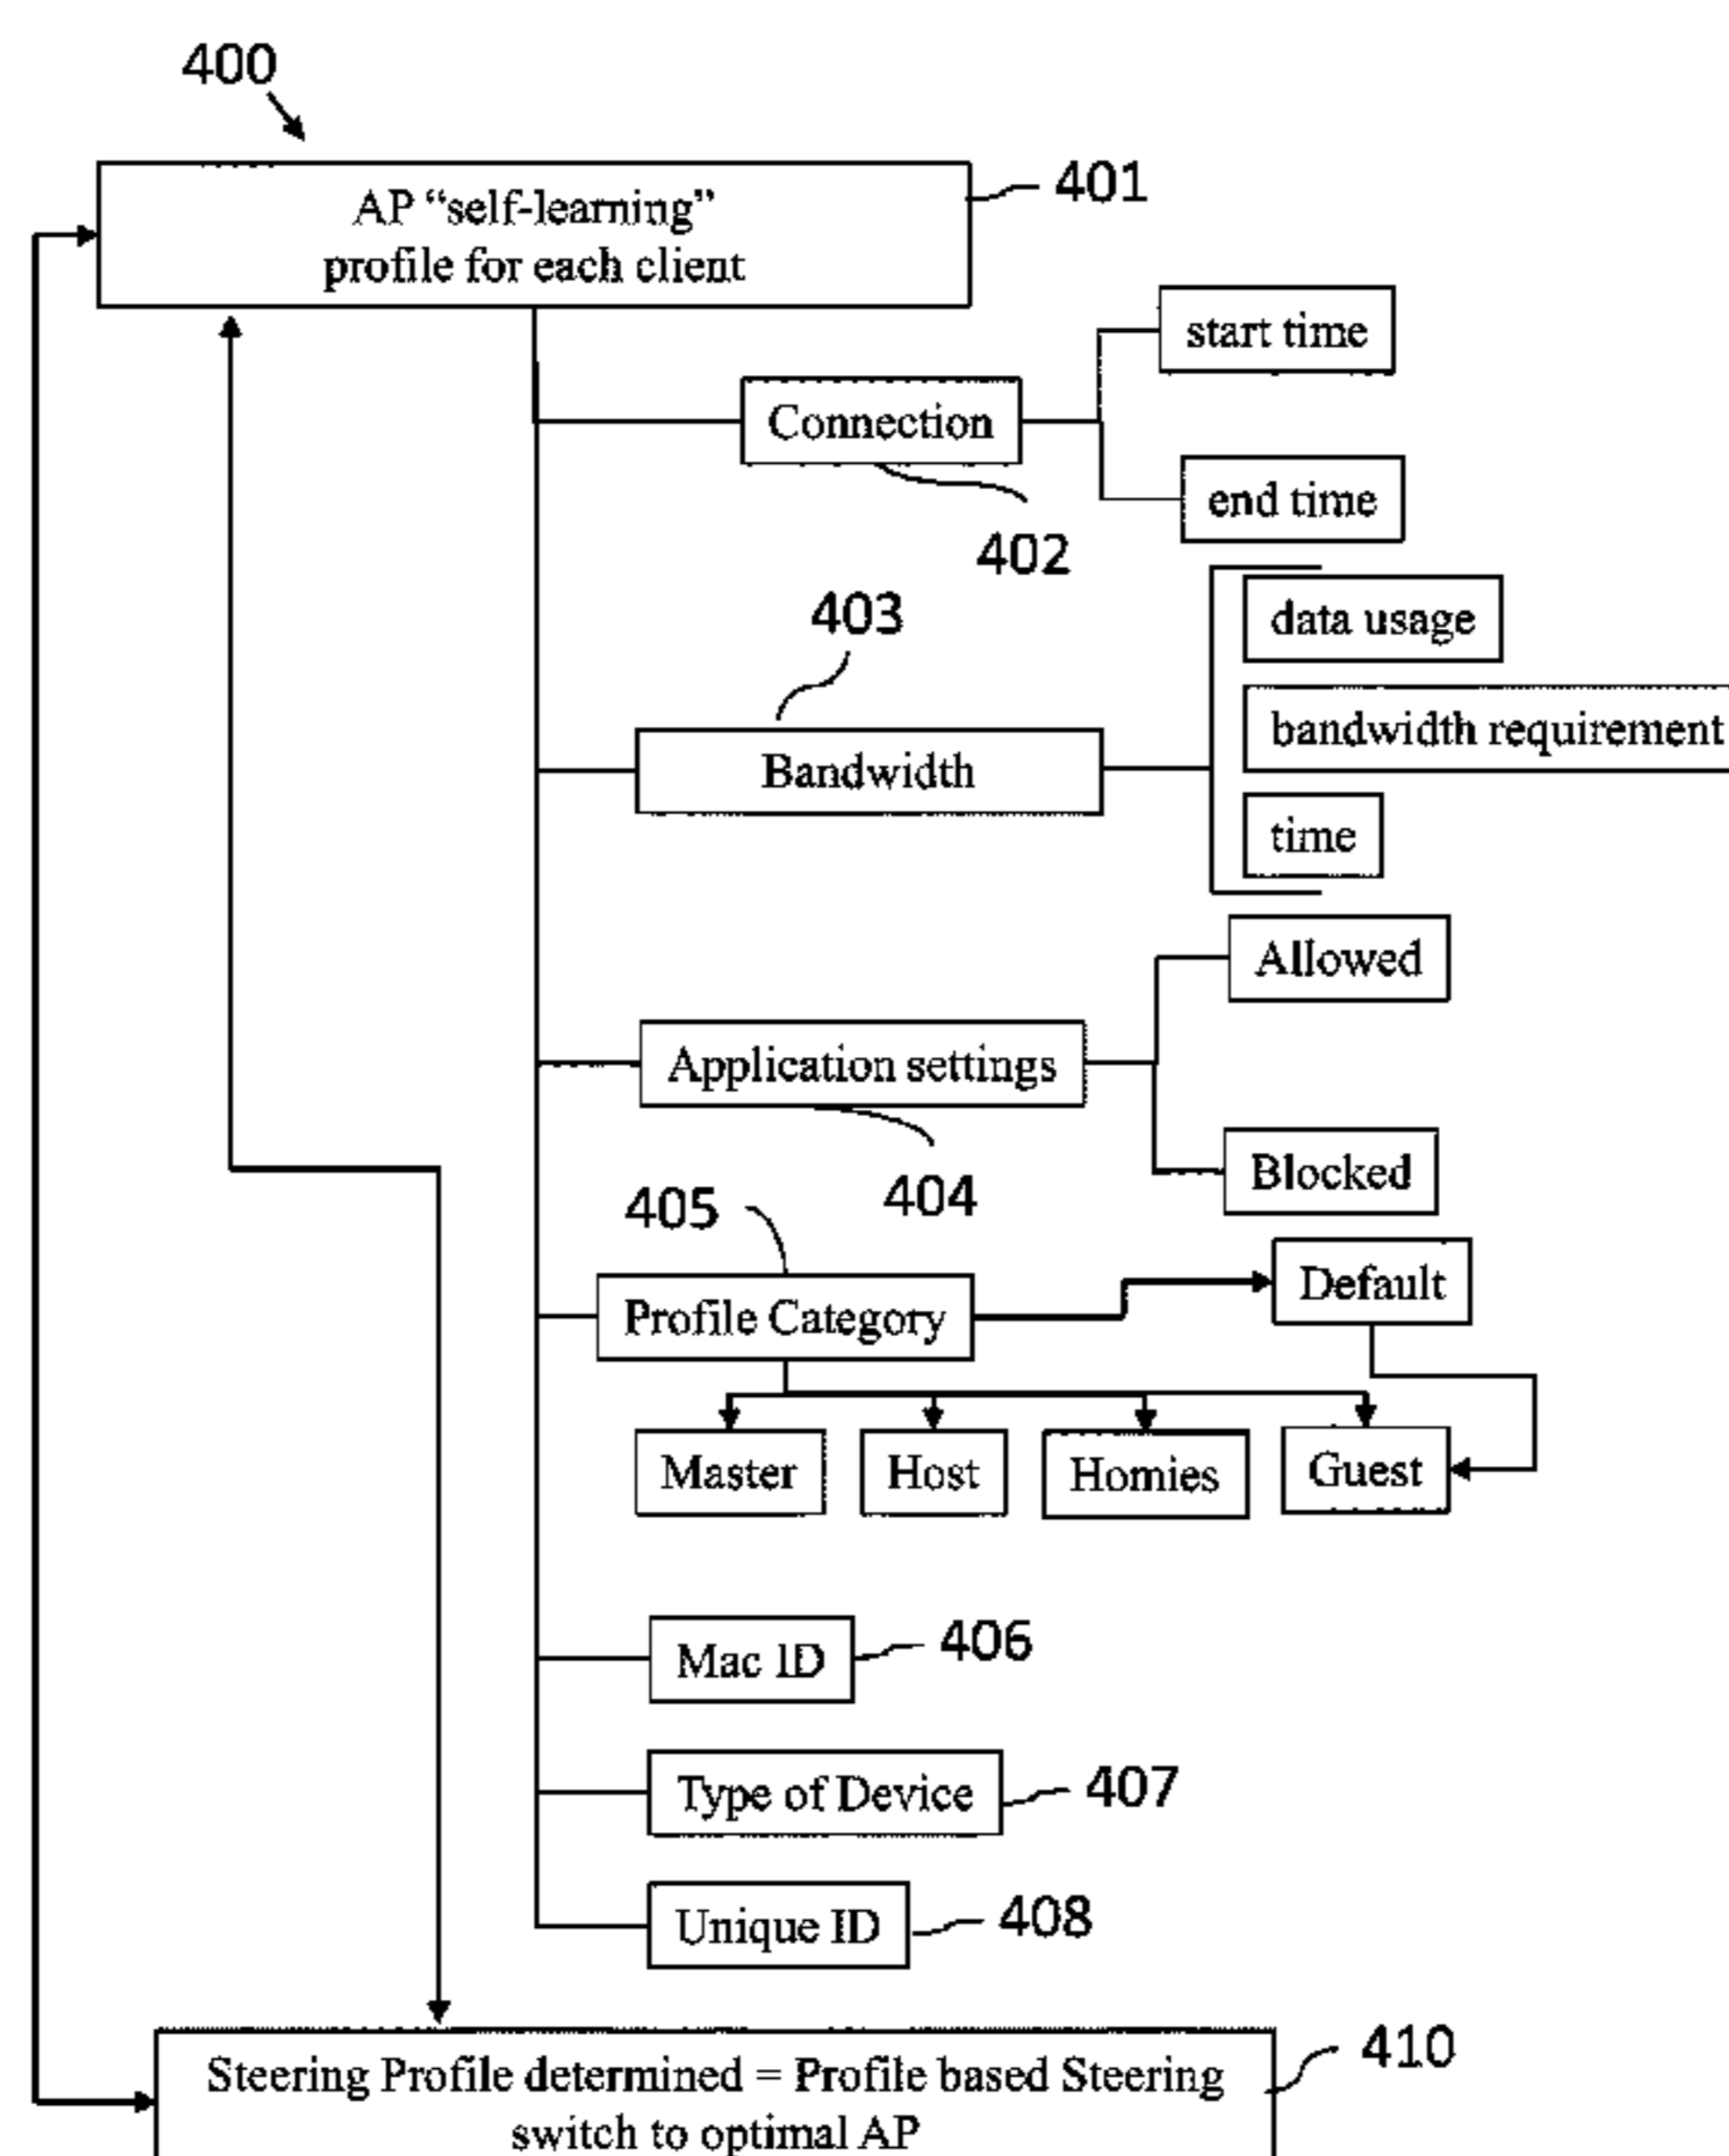 400
AP “self-learning”
profile for each client
401
start time
Connection
end time
402
403
data usage
bandwidth requirement
Bandwidth
time
Allowed
Application settings
Blocked
404
405
Default
Profile Category
Master
Host
Homies
Guest
Mac ID
406
Type of Device
407
Unique ID
408
Steering Profile determined = Profile based Steering
switch to optimal AP
410